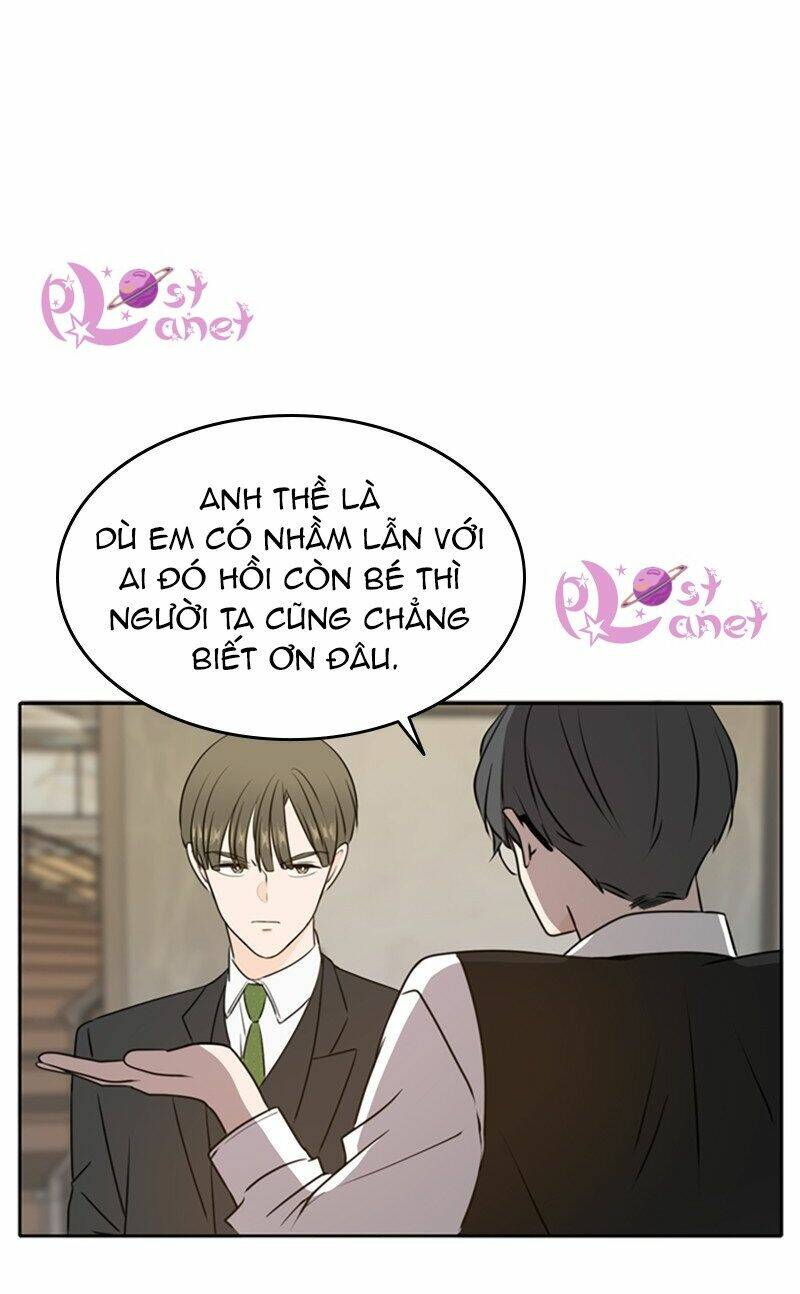 Lost
Planet
ANH THỀ LÀ
DÙ EM CÓ NHẦM LẪN VỚI
AI ĐÓ HỒI CÒN BÉ THÌ
NGƯỜI TA CŨNG CHẲNG
BIẾT ƠN ĐÂU.
Lost
Planet